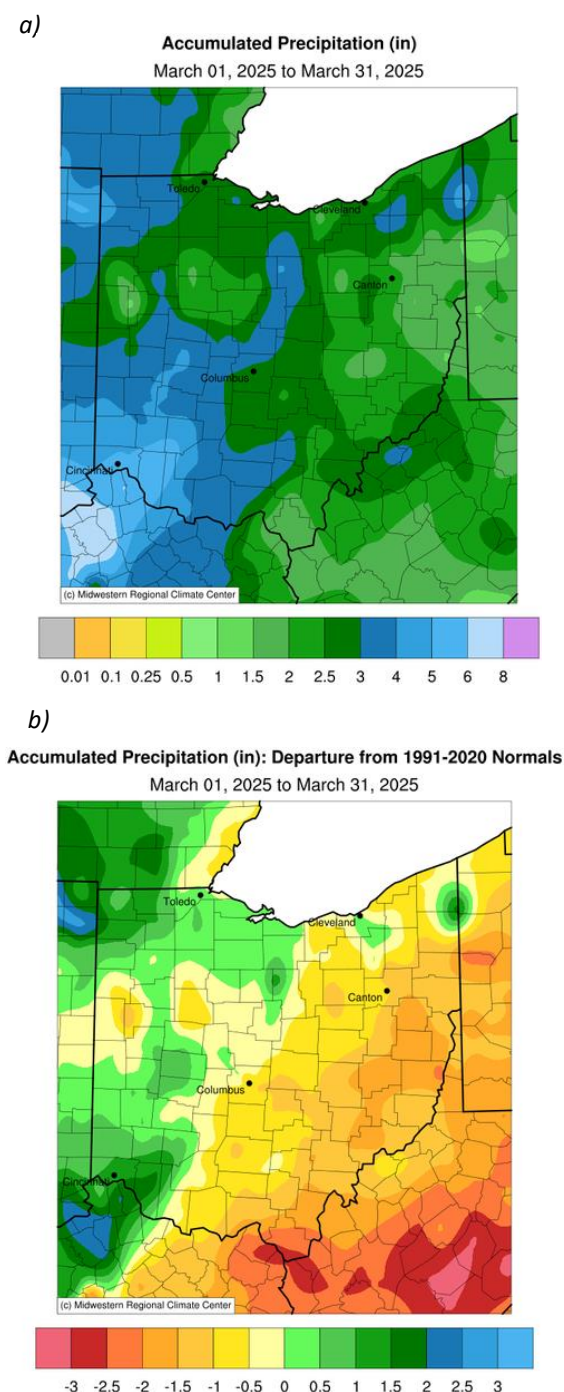 a)
Accumulated Precipitation (in)
March 01, 2025 to March 31, 2025
Toledo
Cleveland
Canton
Columbus
Cincinnati
(c) Midwestern Regional Climate Center
0.01 0.1 0.25 0.5 1 1.5 2 2.5 3 4 5 6 8
b)
Accumulated Precipitation (in): Departure from 1991-2020 Normals
March 01, 2025 to March 31, 2025
Toledo
Cleveland
Canton
Columbus
Cincinnati
(c) Midwestern Regional Climate Center
-3 -2.5 -2 -1.5 -1 -0.5 0 0.5 1 1.5 2 2.5 3